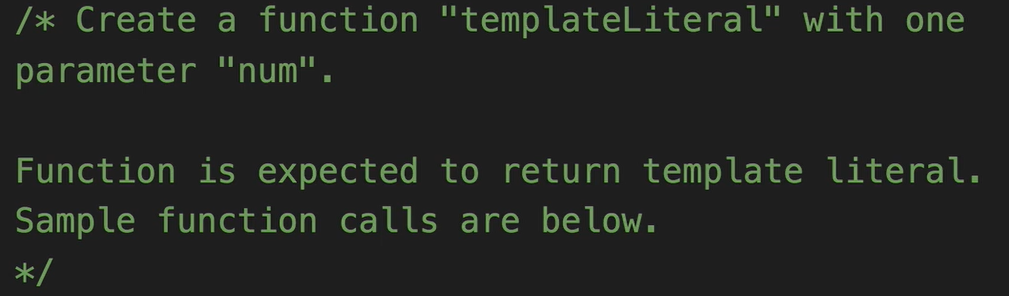 /* Create a function "templateLiteral" with one
parameter "num".
Function is expected to return template literal.
Sample function calls are below.
*/